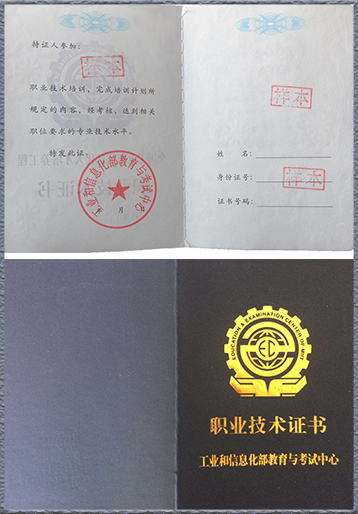 持证人参加：
样本
职业技术培训，完成培训计划所
规定的内容，经考核，达到相关
职位要求的专业技术水平。
特发此证。
工业和信息化部教育与考试中心
年 月 日
样本
姓 名：
身份证号：
样本
证书号码：
EDUCATION & EXAMINATION CENTER OF MIIT
职业技术证书
工业和信息化部教育与考试中心